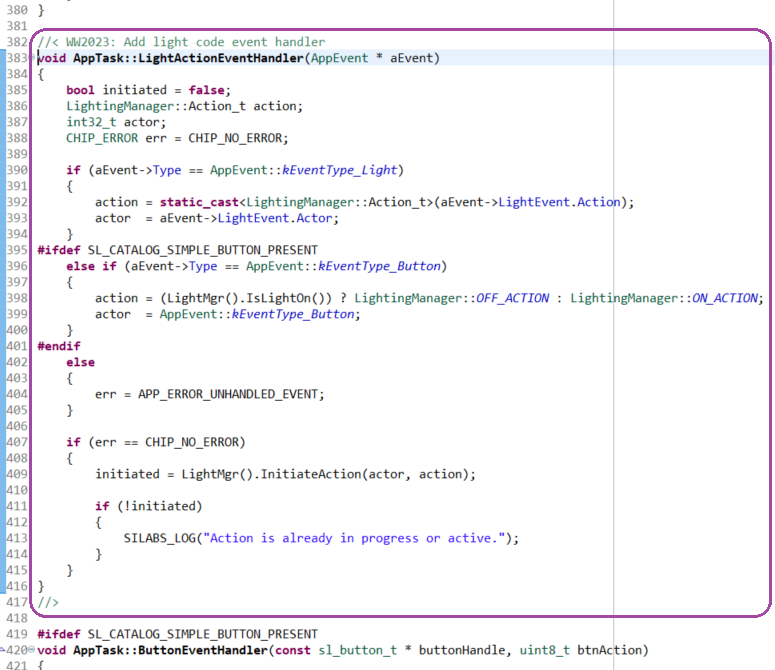 380 }
381
382 //< WW2023: Add light code event handler
383 void AppTask::LightActionEventHandler(AppEvent * aEvent)
384 {
385     bool initiated = false;
386     LightingManager::Action_t action;
387     int32_t actor;
388     CHIP_ERROR err = CHIP_NO_ERROR;
389
390     if (aEvent->Type == AppEvent::kEventType_Light)
391     {
392         action = static_cast<LightingManager::Action_t>(aEvent->LightEvent.Action);
393         actor  = aEvent->LightEvent.Actor;
394     }
395 #ifdef SL_CATALOG_SIMPLE_BUTTON_PRESENT
396     else if (aEvent->Type == AppEvent::kEventType_Button)
397     {
398         action = (LightMgr().IsLightOn()) ? LightingManager::OFF_ACTION : LightingManager::ON_ACTION;
399         actor  = AppEvent::kEventType_Button;
400     }
401 #endif
402     else
403     {
404         err = APP_ERROR_UNHANDLED_EVENT;
405     }
406
407     if (err == CHIP_NO_ERROR)
408     {
409         initiated = LightMgr().InitiateAction(actor, action);
410
411         if (!initiated)
412         {
413             SILABS_LOG("Action is already in progress or active.");
414         }
415     }
416 }
417 //>
418
419 #ifdef SL_CATALOG_SIMPLE_BUTTON_PRESENT
420 void AppTask::ButtonEventHandler(const sl_button_t * buttonHandle, uint8_t btnAction)
421 {